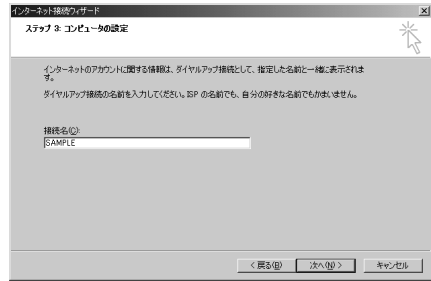 インターネット接続ウィザード
ステップ 3: コンピュータの設定
インターネットのアカウントに関する情報は、ダイヤルアップ接続として、指定した名前と一緒に表示されま
す。
ダイヤルアップ接続の名前を入力してください。ISP の名前でも、自分の好きな名前でもかまいません。
接続名(C):
SAMPLE
< 戻る(B)
次へ(N) >
キャンセル